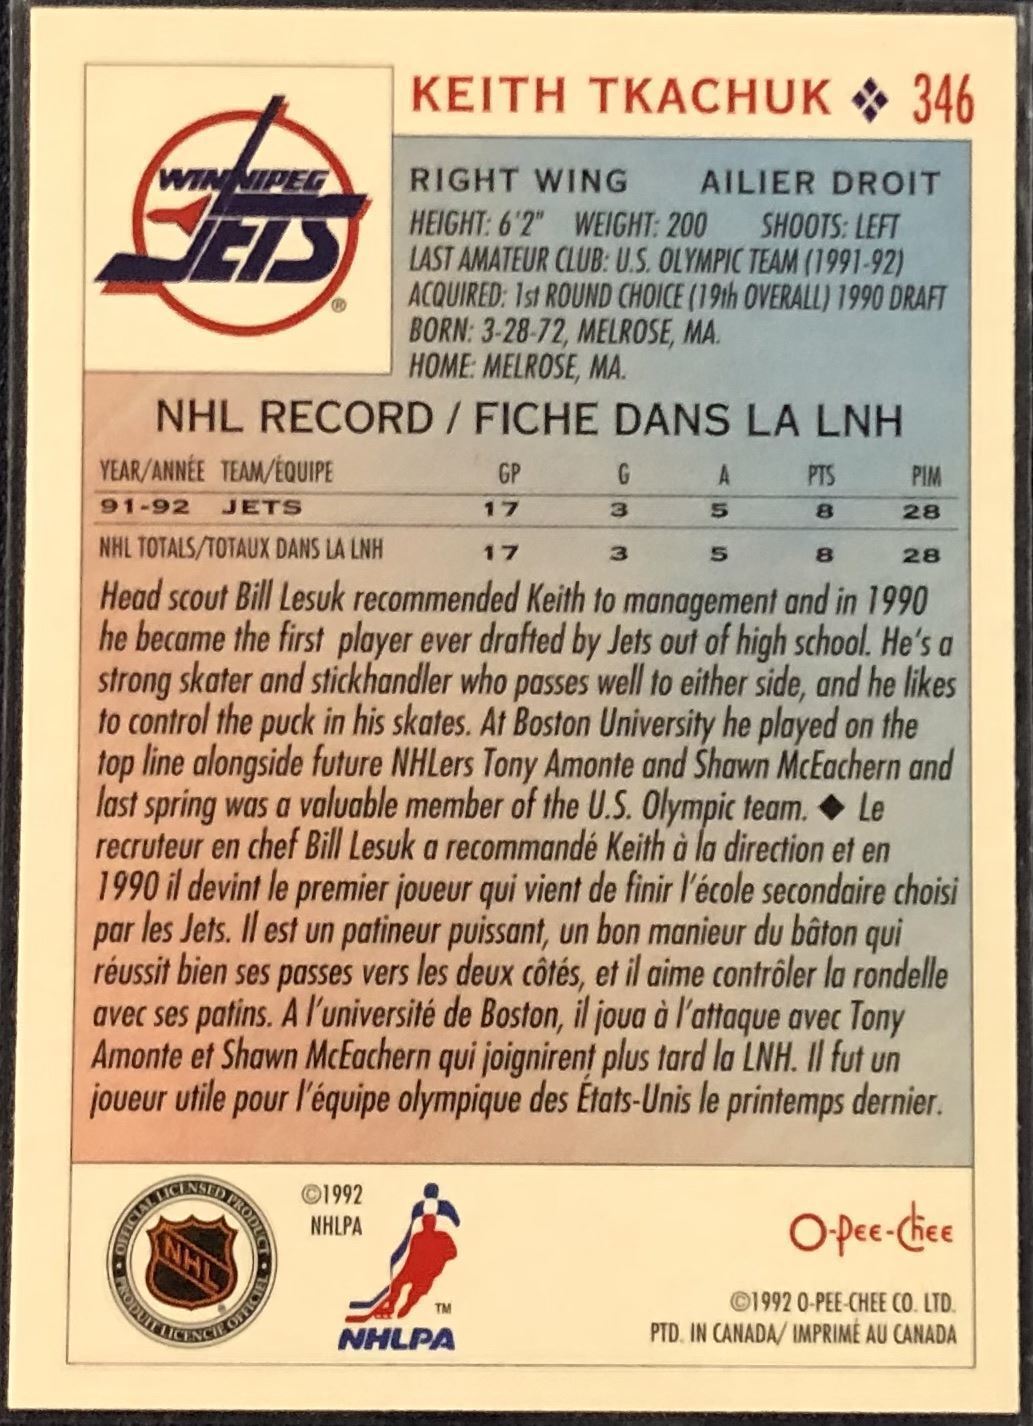 WINNIPEG
JETS
®
KEITH TKACHUK ❖ 346
RIGHT WING AILIER DROIT
HEIGHT: 6'2" WEIGHT: 200 SHOOTS: LEFT
LAST AMATEUR CLUB: U.S. OLYMPIC TEAM (1991-92)
ACQUIRED: 1st ROUND CHOICE (19th OVERALL) 1990 DRAFT
BORN: 3-28-72, MELROSE, MA.
HOME: MELROSE, MA.
NHL RECORD / FICHE DANS LA LNH
YEAR/ANNÉE TEAM/ÉQUIPE GP G A PTS PIM
91-92 JETS 17 3 5 8 28
NHL TOTALS/TOTAUX DANS LA LNH 17 3 5 8 28
Head scout Bill Lesuk recommended Keith to management and in 1990
he became the first player ever drafted by Jets out of high school. He's a
strong skater and stickhandler who passes well to either side, and he likes
to control the puck in his skates. At Boston University he played on the
top line alongside future NHLers Tony Amonte and Shawn McEachern and
last spring was a valuable member of the U.S. Olympic team. ◆ Le
recruteur en chef Bill Lesuk a recommandé Keith à la direction et en
1990 il devint le premier joueur qui vient de finir l'école secondaire choisi
par les Jets. Il est un patineur puissant, un bon manieur du bâton qui
réussit bien ses passes vers les deux côtés, et il aime contrôler la rondelle
avec ses patins. A l'université de Boston, il joua à l'attaque avec Tony
Amonte et Shawn McEachern qui joignirent plus tard la LNH. Il fut un
joueur utile pour l'équipe olympique des États-Unis le printemps dernier.
OFFICIAL LICENSED PRODUCT
NHL
®
PRODUIT LICENCIÉ OFFICIEL
©1992
NHLPA
TM
NHLPA
O-Pee-Chee
©1992 O-PEE-CHEE CO. LTD.
PTD. IN CANADA/ IMPRIMÉ AU CANADA